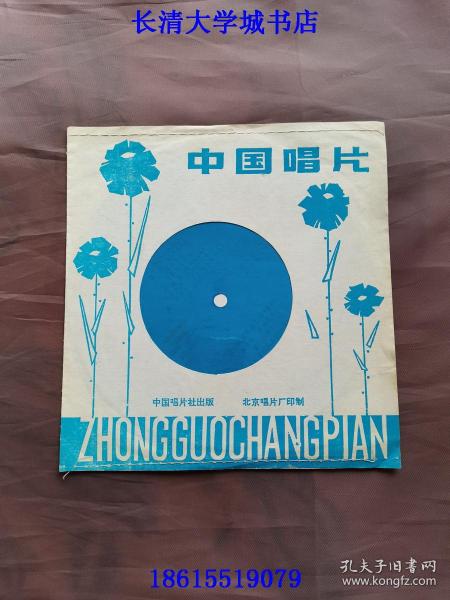 长清大学城书店
中国唱片
中国唱片社出版 北京唱片厂印制
ZHONGGUOCHANGPIAN
孔夫子旧书网
www.kongfz.com
18615519079